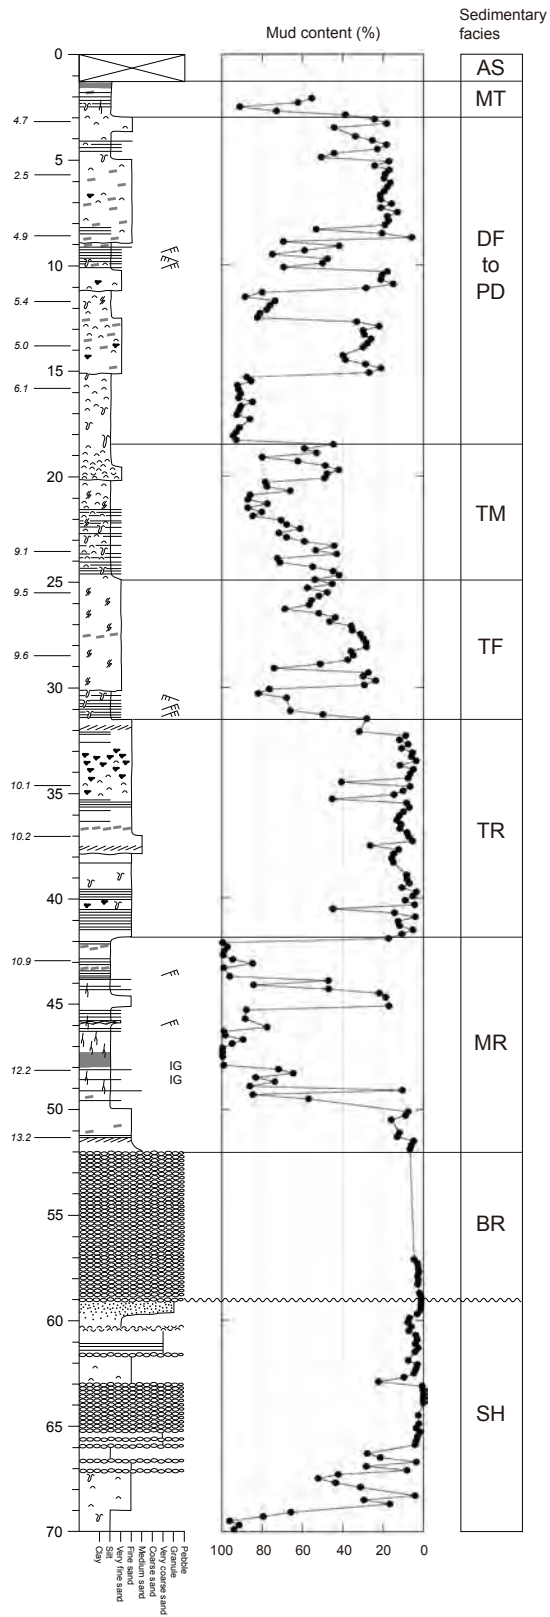 Sedimentary
Mud content (%)
facies
0
AS
MT
4.7
5
2.5
4.9
DF
to
PD
10
5.4
5.0
15
6.1
20
TM
9.1
25
9.5
TF
9.6
30
10.1
35
TR
10.2
40
10.9
45
MR
12.2
IG
IG
50
13.2
55
BR
60
65
SH
70
100
80
60
40
20
0
Clay
Silt
Very fine sand
Fine sand
Medium sand
Coarse sand
Very coarse sand
Granule
Pebble